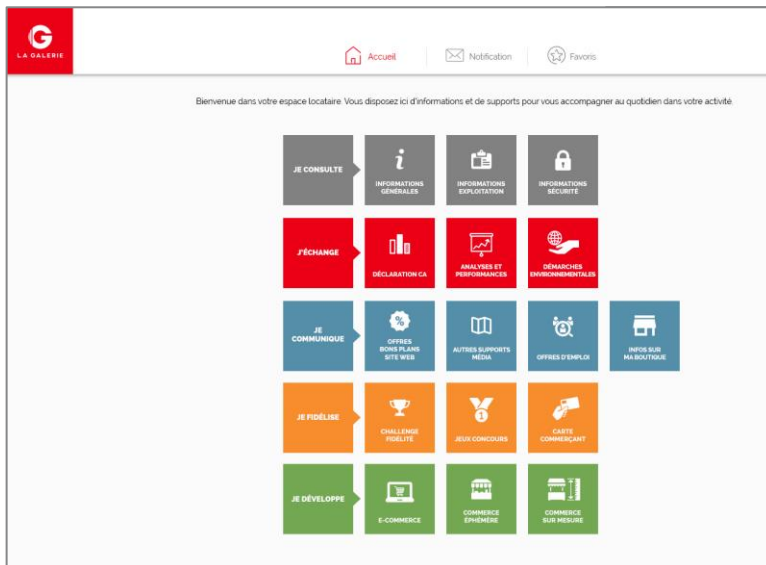 G
LA GALERIE
Accueil
Notification
Favoris
Bienvenue dans votre espace locataire. Vous disposez ici d'informations et de supports pour vous accompagner au quotidien dans votre activité.
JE CONSULTE
i
INFORMATIONS
GÉNÉRALES
INFORMATIONS
EXPLOITATION
INFORMATIONS
SÉCURITÉ
J'ÉCHANGE
DÉCLARATION CA
ANALYSES ET
PERFORMANCES
DÉMARCHES
ENVIRONNEMENTALES
JE
COMMUNIQUE
%
OFFRES
BONS PLANS
SITE WEB
AUTRES SUPPORTS
MÉDIA
OFFRES D'EMPLOI
INFOS SUR
MA BOUTIQUE
JE FIDÉLISE
CHALLENGE
FIDÉLITÉ
1
JEUX CONCOURS
CARTE
COMMERÇANT
JE DÉVELOPPE
E-COMMERCE
COMMERCE
ÉPHÉMÈRE
COMMERCE
SUR MESURE